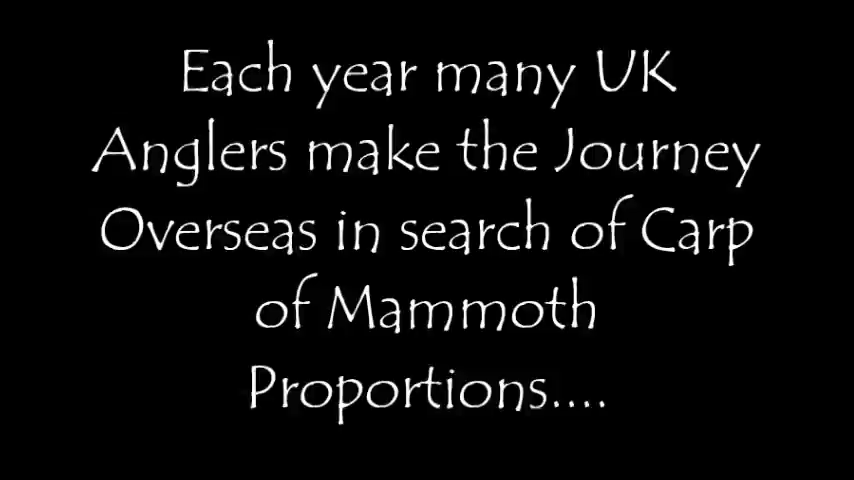 Each year many UK
Anglers make the Journey
Overseas in search of Carp
of Mammoth
Proportions....